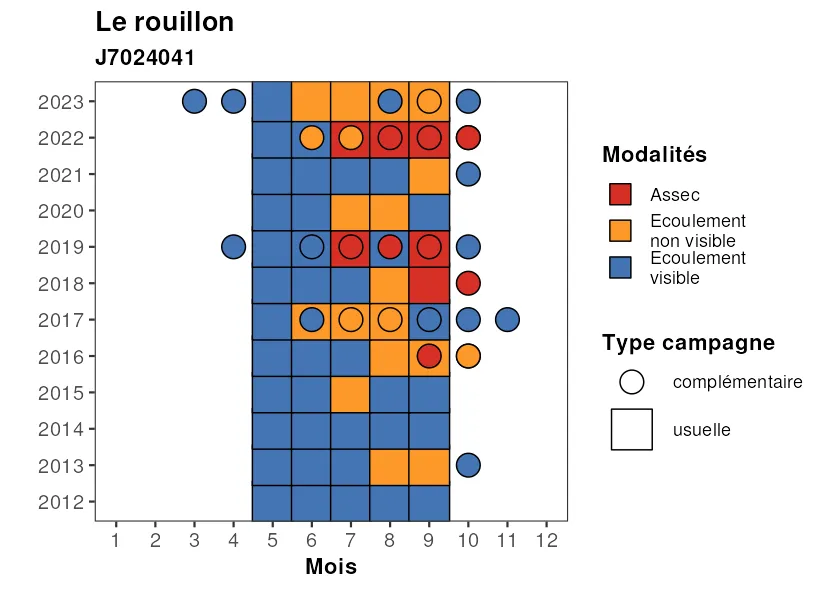 Le rouillon
J7024041
2023
2022
2021
2020
2019
2018
2017
2016
2015
2014
2013
2012
1 2 3 4 5 6 7 8 9 10 11 12
Mois
Modalités
Assec
Ecoulement
non visible
Ecoulement
visible
Type campagne
complémentaire
usuelle